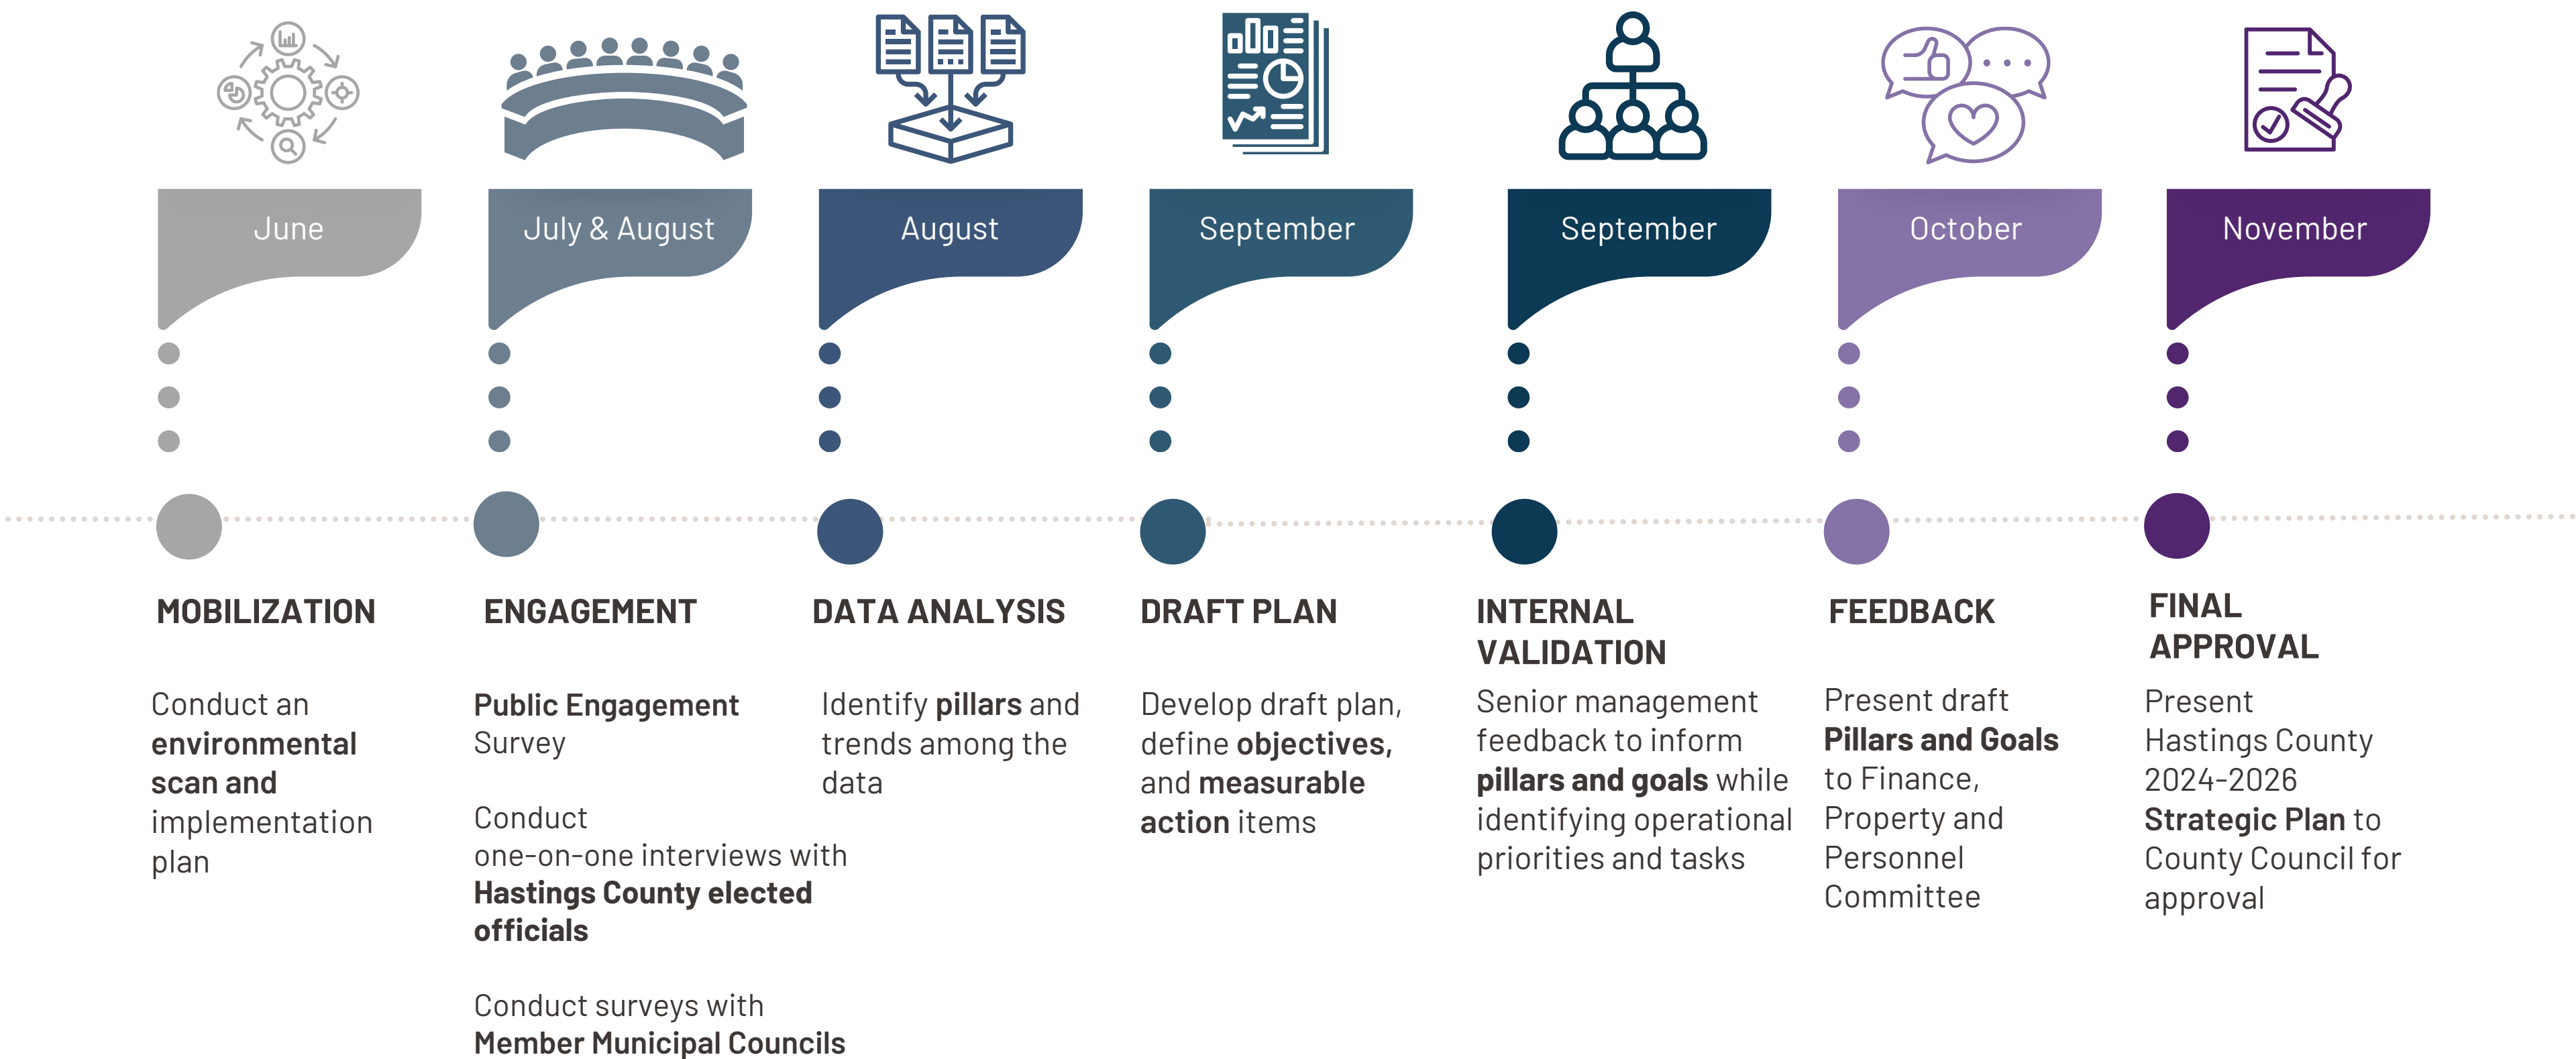 June
July & August
August
September
September
October
November
MOBILIZATION
Conduct an
environmental
scan and
implementation
plan
ENGAGEMENT
Public Engagement
Survey
Conduct
one-on-one interviews with
Hastings County elected
officials
Conduct surveys with
Member Municipal Councils
DATA ANALYSIS
Identify pillars and
trends among the
data
DRAFT PLAN
Develop draft plan,
define objectives,
and measurable
action items
INTERNAL
VALIDATION
Senior management
feedback to inform
pillars and goals while
identifying operational
priorities and tasks
FEEDBACK
Present draft
Pillars and Goals
to Finance,
Property and
Personnel
Committee
FINAL
APPROVAL
Present
Hastings County
2024-2026
Strategic Plan to
County Council for
approval